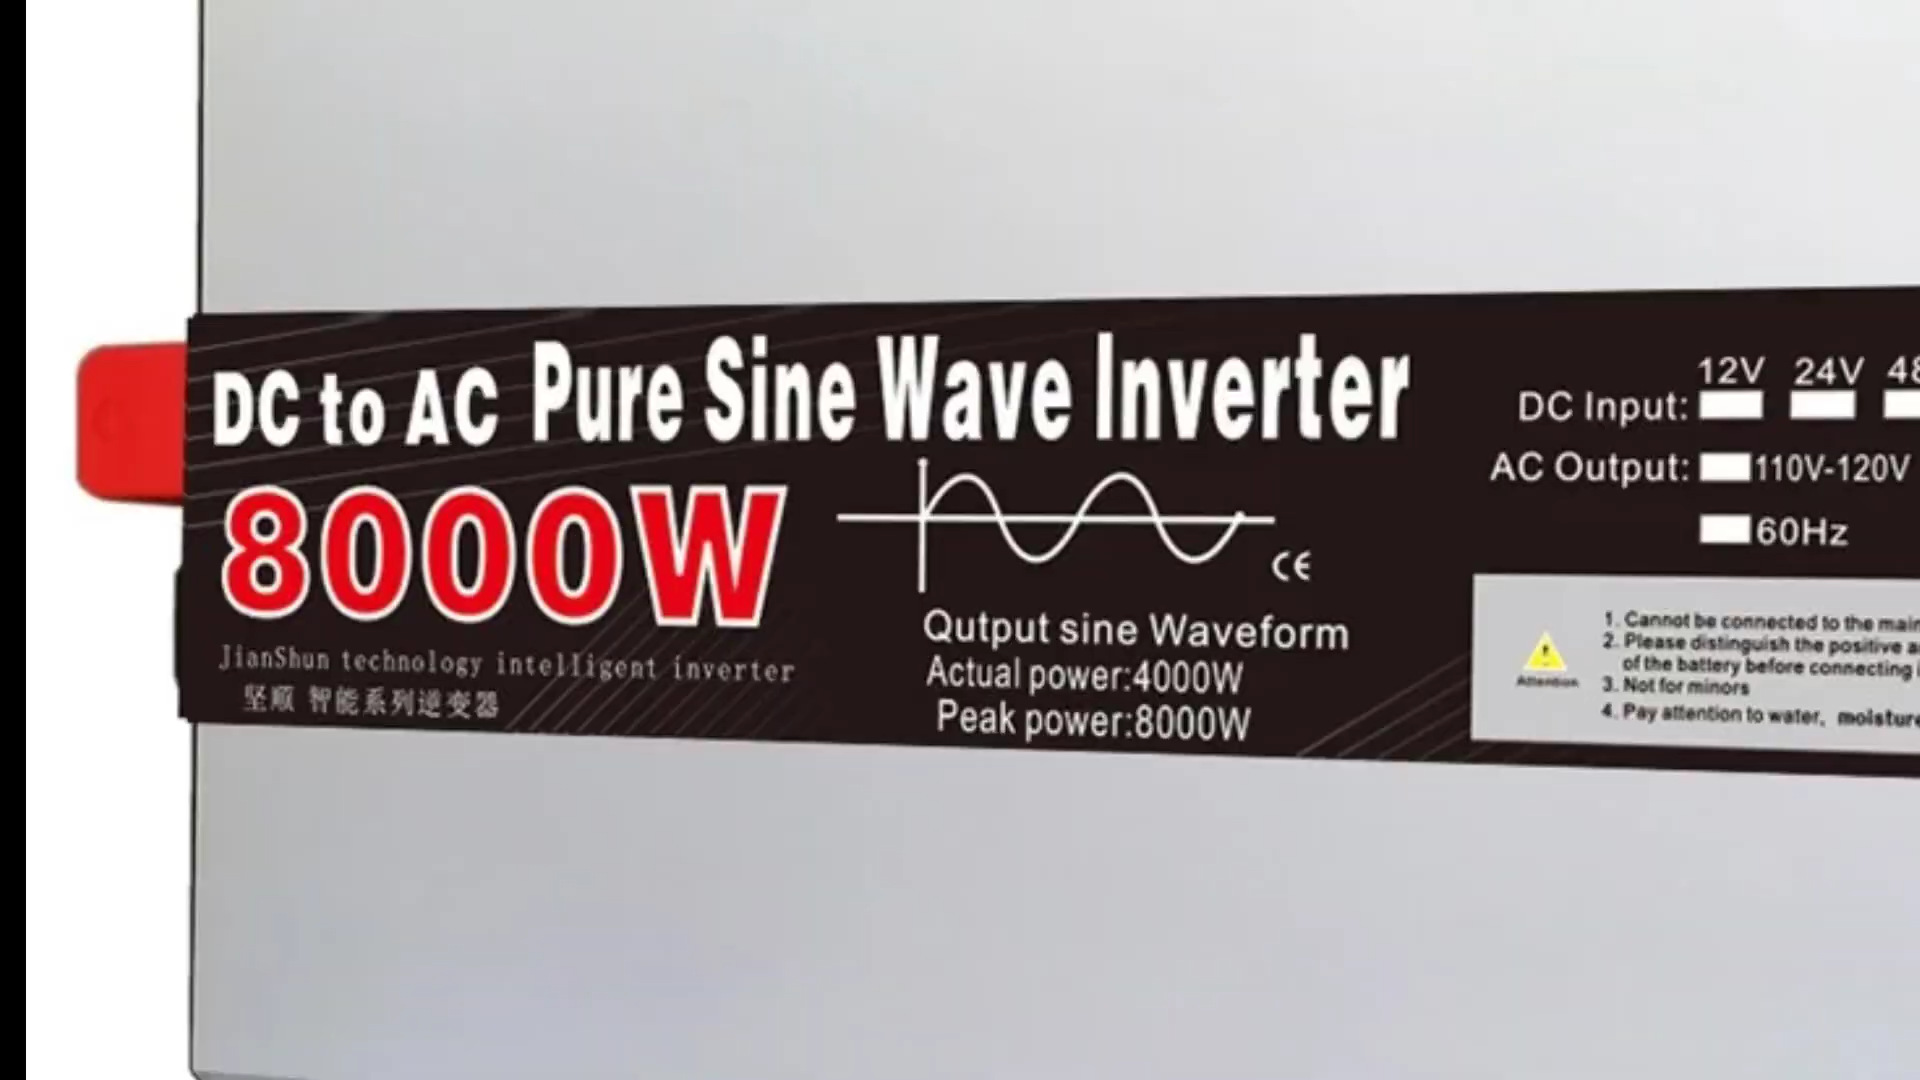 DC to AC Pure Sine Wave Inverter
8000W
JianShun technology intelligent inverter
坚顺 智能系列逆变器
CE
Qutput sine Waveform
Actual power:4000W
Peak power:8000W
12V 24V 48
DC Input:
AC Output: 110V-120V
60Hz
Attention
1. Cannot be connected to the main
2. Please distinguish the positive a
of the battery before connecting
3. Not for minors
4. Pay attention to water, moisture